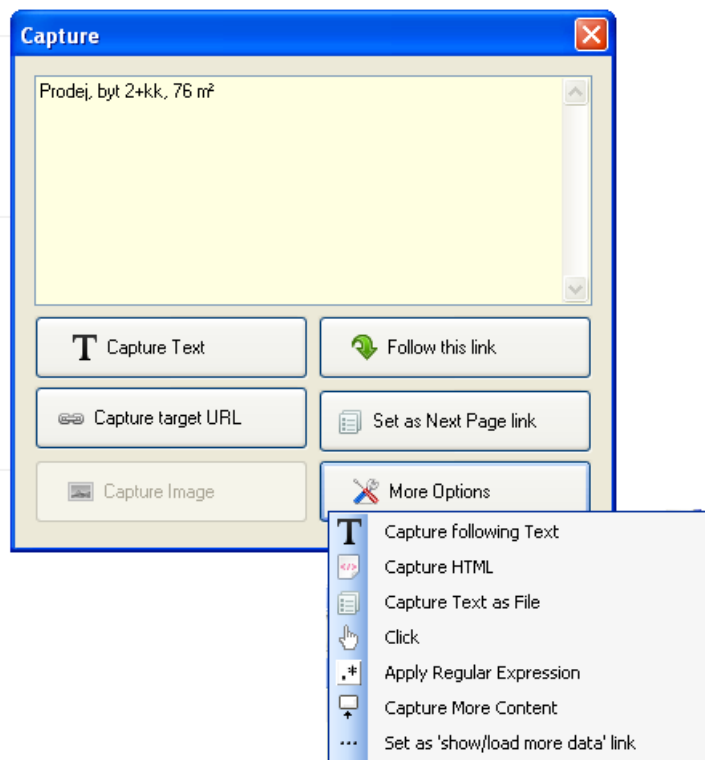 Capture
Prodej, byt 2+kk, 76 m²
Capture Text
Follow this link
Capture target URL
Set as Next Page link
Capture Image
More Options
Capture following Text
Capture HTML
Capture Text as File
Click
.* Apply Regular Expression
Capture More Content
Set as 'show/load more data' link